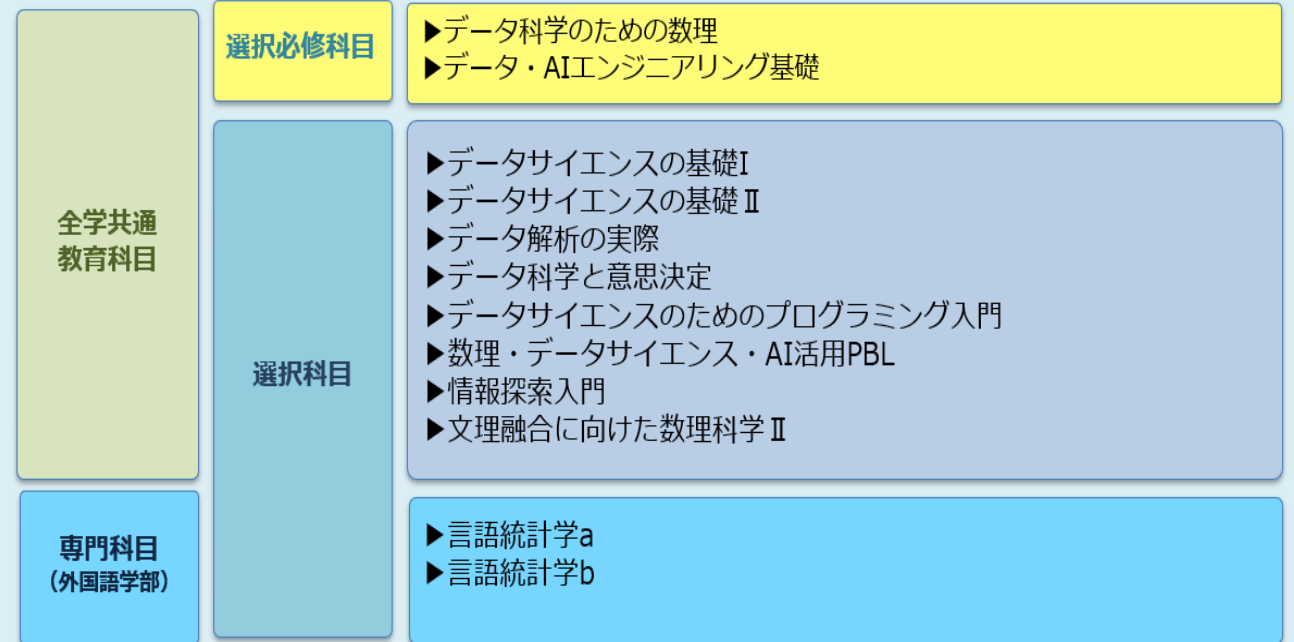 全学共通
教育科目
選択必修科目
▶データ科学のための数理
▶データ・AIエンジニアリング基礎
選択科目
▶データサイエンスの基礎I
▶データサイエンスの基礎Ⅱ
▶データ解析の実際
▶データ科学と意思決定
▶データサイエンスのためのプログラミング入門
▶数理・データサイエンス・AI活用PBL
▶情報探索入門
▶文理融合に向けた数理科学Ⅱ
専門科目
（外国語学部）
▶言語統計学a
▶言語統計学b